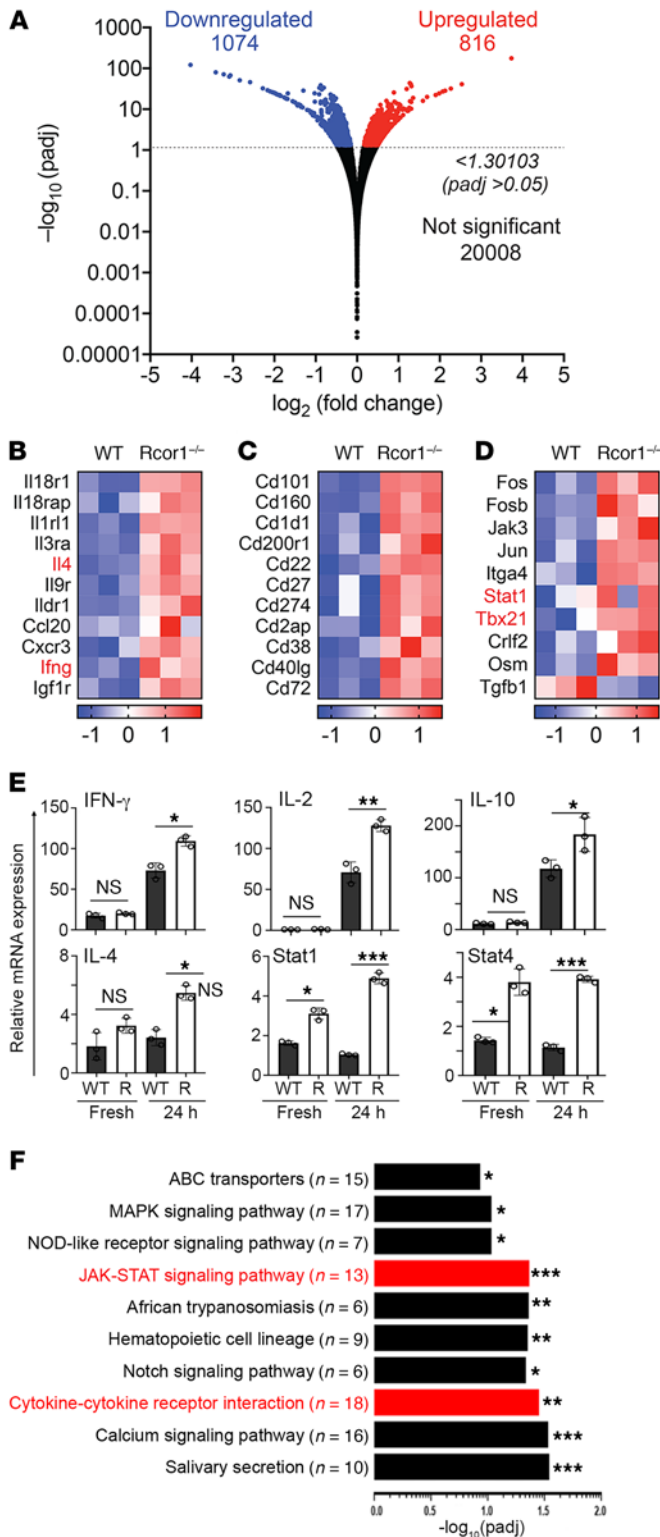 A
Downregulated
1074
Upregulated
816
1000
100
10
1
0.1
0.01
0.001
0.0001
0.00001
–log10 (padj)
<1.30103
(padj >0.05)
Not significant
20008
-5 -4 -3 -2 -1 0 1 2 3 4 5
log2 (fold change)
B
WT Rcor1–/–
Il18r1
Il18rap
Il1rl1
Il3ra
Il4
Il9r
Ildr1
Ccl20
Cxcr3
Ifng
Igf1r
-1 0 1
C
WT Rcor1–/–
Cd101
Cd160
Cd1d1
Cd200r1
Cd22
Cd27
Cd274
Cd2ap
Cd38
Cd40lg
Cd72
-1 0 1
D
WT Rcor1–/–
Fos
Fosb
Jak3
Jun
Itga4
Stat1
Tbx21
Crlf2
Osm
Tgfb1
-1 0 1
E
Relative mRNA expression
IFN-γ
150
100
50
0
NS
*
IL-2
150
100
50
0
NS
**
IL-10
200
100
0
NS
*
IL-4
8
4
0
NS
*
NS
Stat1
6
4
2
0
*
***
Stat4
4
2
0
*
***
WT R WT R
Fresh 24 h
WT R WT R
Fresh 24 h
WT R WT R
Fresh 24 h
F
ABC transporters (n = 15)
*
MAPK signaling pathway (n = 17)
*
NOD-like receptor signaling pathway (n = 7)
*
JAK-STAT signaling pathway (n = 13)
***
African trypanosomiasis (n = 6)
**
Hematopoietic cell lineage (n = 9)
**
Notch signaling pathway (n = 6)
*
Cytokine-cytokine receptor interaction (n = 18)
**
Calcium signaling pathway (n = 16)
***
Salivary secretion (n = 10)
***
0.0 0.5 1.0 1.5 2.0
-log10(padj)